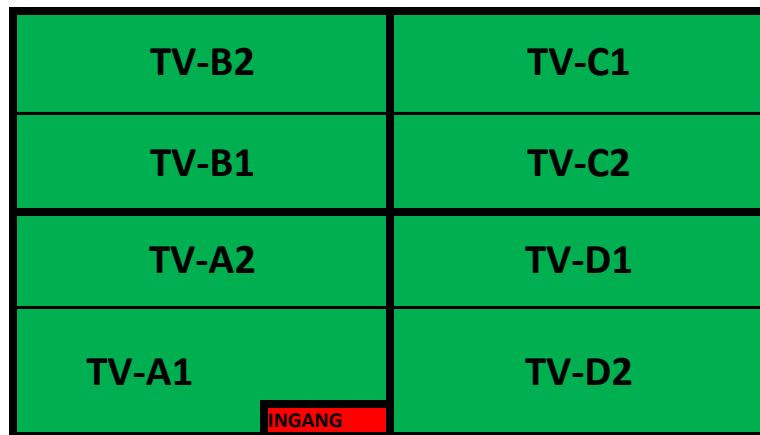 TV-B2 TV-C1
TV-B1 TV-C2
TV-A2 TV-D1
TV-A1 TV-D2
INGANG